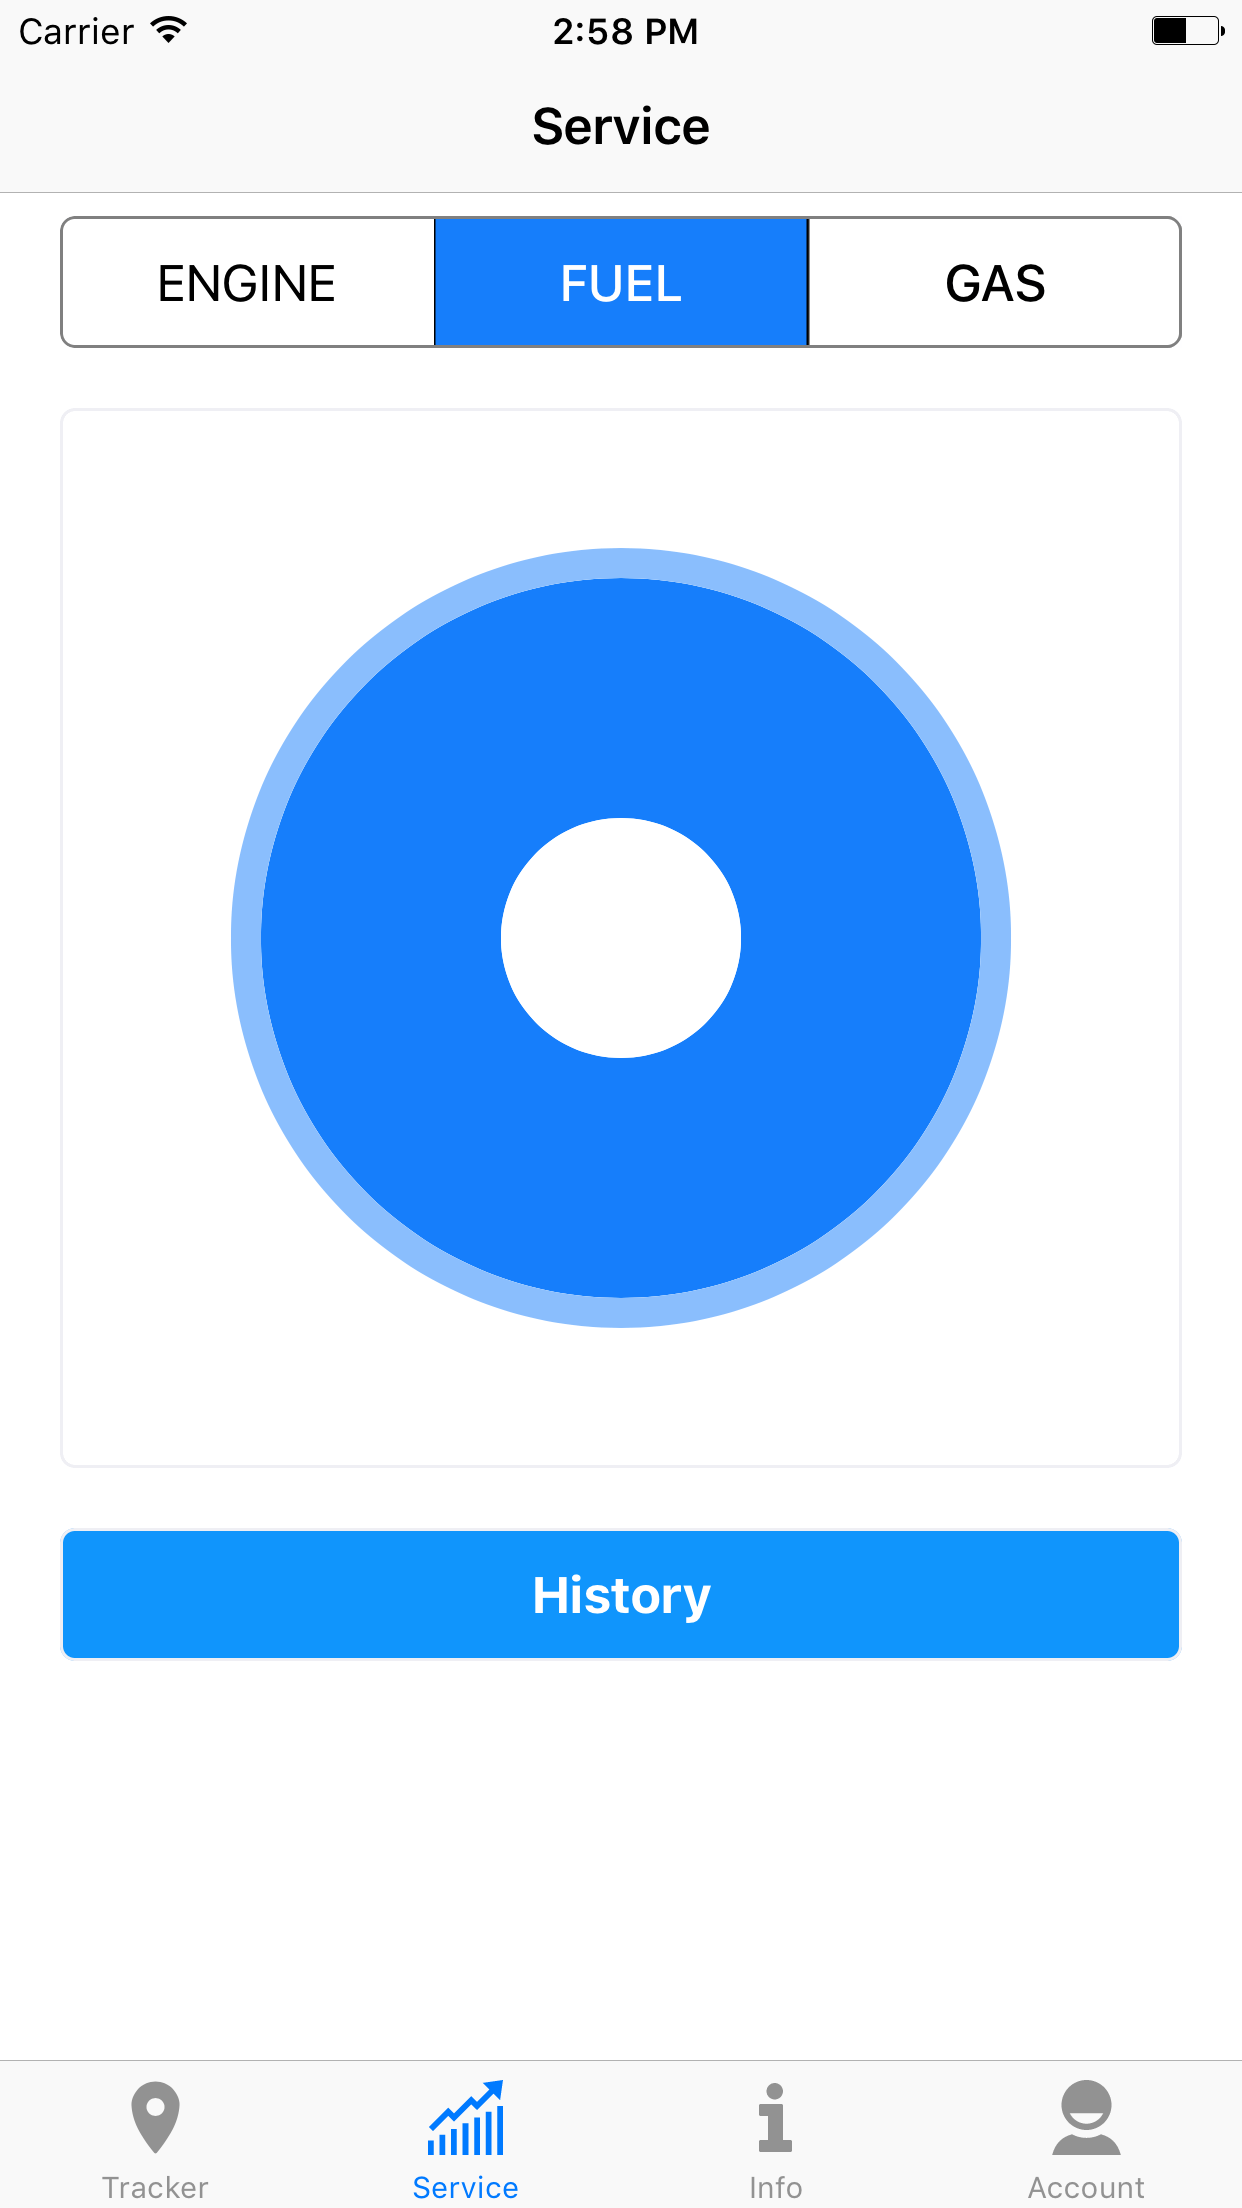 Carrier 2:58 PM
Service
ENGINE FUEL GAS
History
Tracker Service Info Account